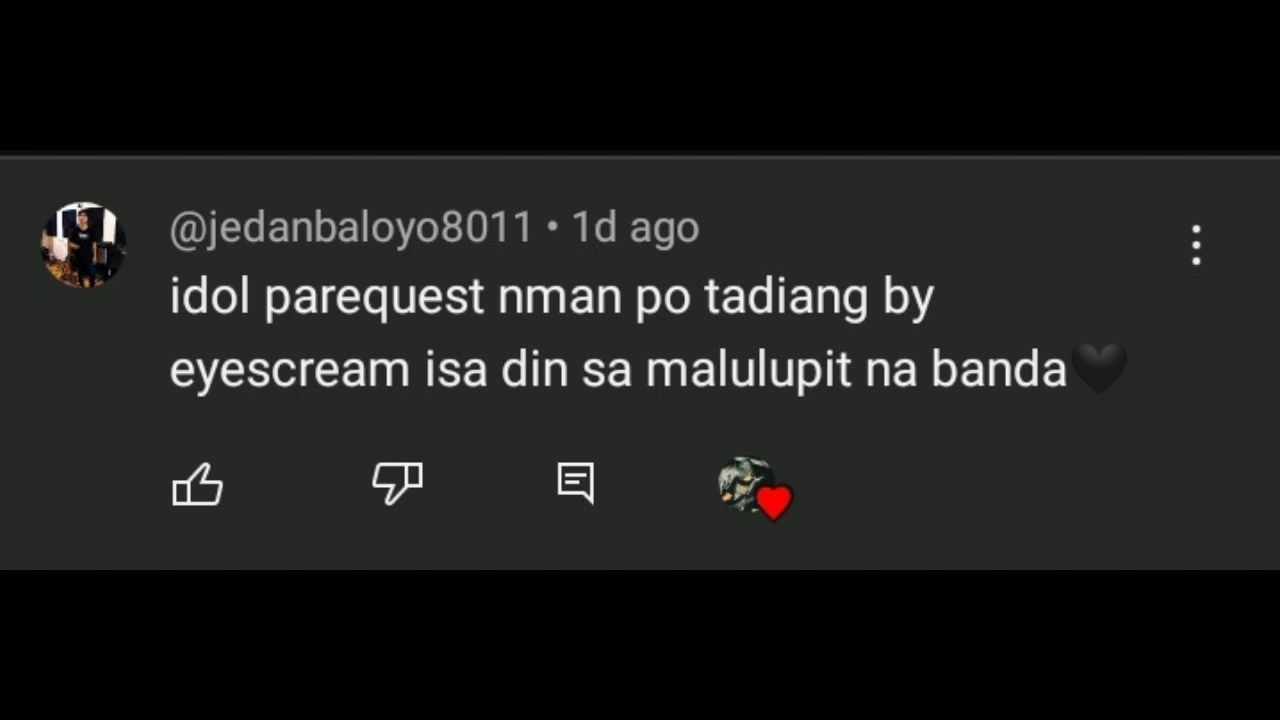 @jedanbaloyo8011 • 1d ago
idol parequest nman po tadiang by
eyescream isa din sa malulupit na banda🖤